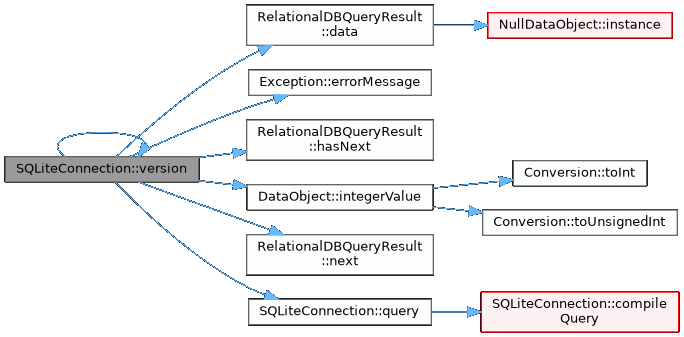 SQLiteConnection::version
RelationalDBQueryResult
::data
NullDataObject::instance
Exception::errorMessage
RelationalDBQueryResult
::hasNext
DataObject::integerValue
Conversion::toInt
Conversion::toUnsignedInt
RelationalDBQueryResult
::next
SQLiteConnection::query
SQLiteConnection::compile
Query